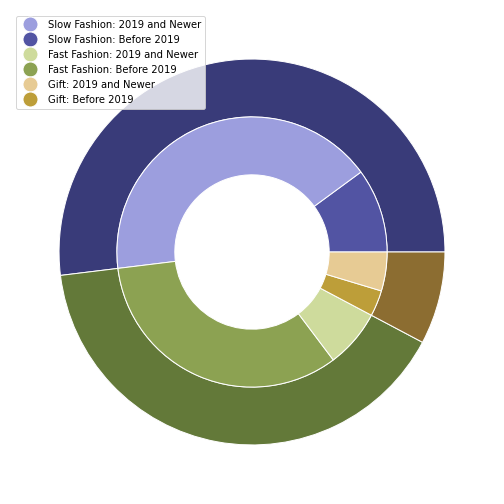 Slow Fashion: 2019 and Newer
Slow Fashion: Before 2019
Fast Fashion: 2019 and Newer
Fast Fashion: Before 2019
Gift: 2019 and Newer
Gift: Before 2019